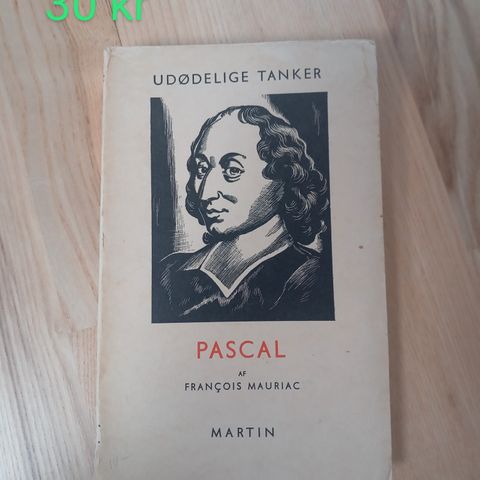 30 kr
UDØDELIGE TANKER
PASCAL
AF
FRANÇOIS MAURIAC
MARTIN